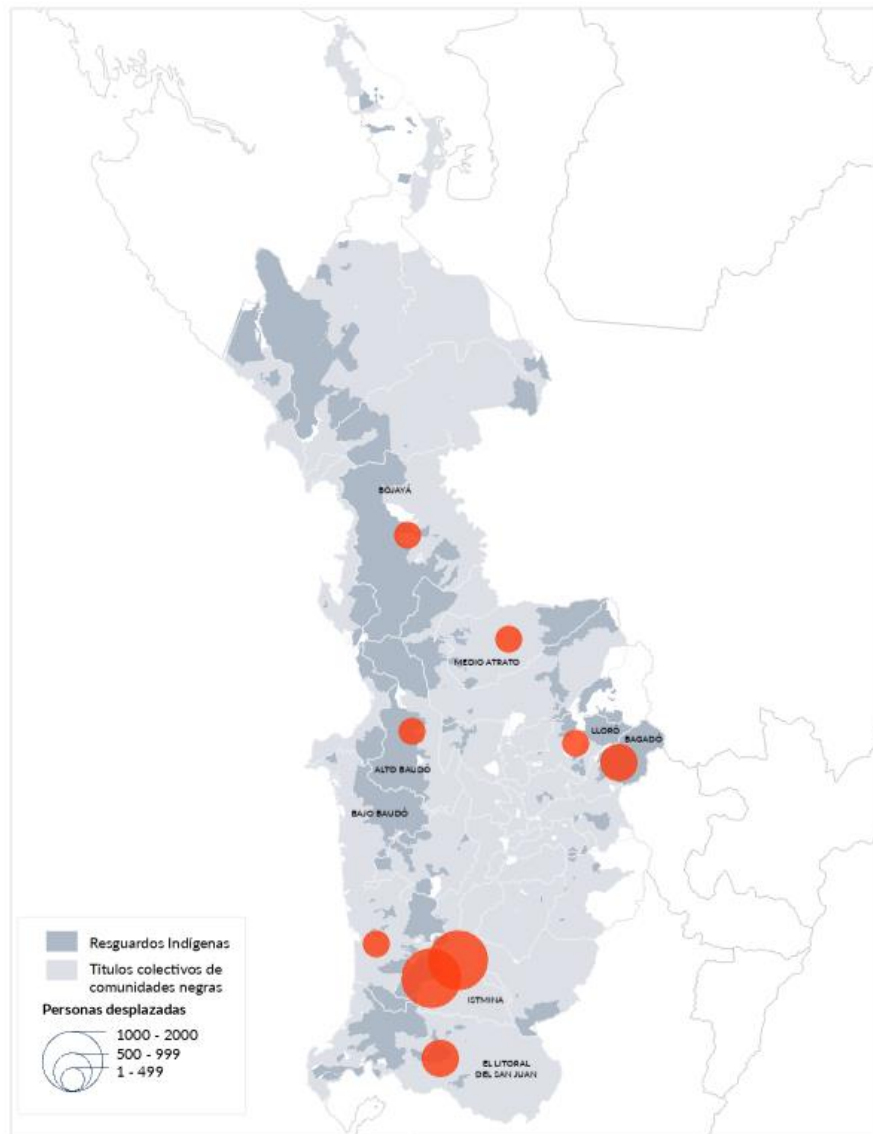 BOJAYÁ
MEDIO ATRATO
LLORÓ
BAGADÓ
ALTO BAUDÓ
BAJO BAUDÓ
ISTMINA
EL LITORAL
DEL SAN JUAN
Resguardos Indígenas
Titulos colectivos de
comunidades negras
Personas desplazadas
1000 - 2000
500 - 999
1 - 499